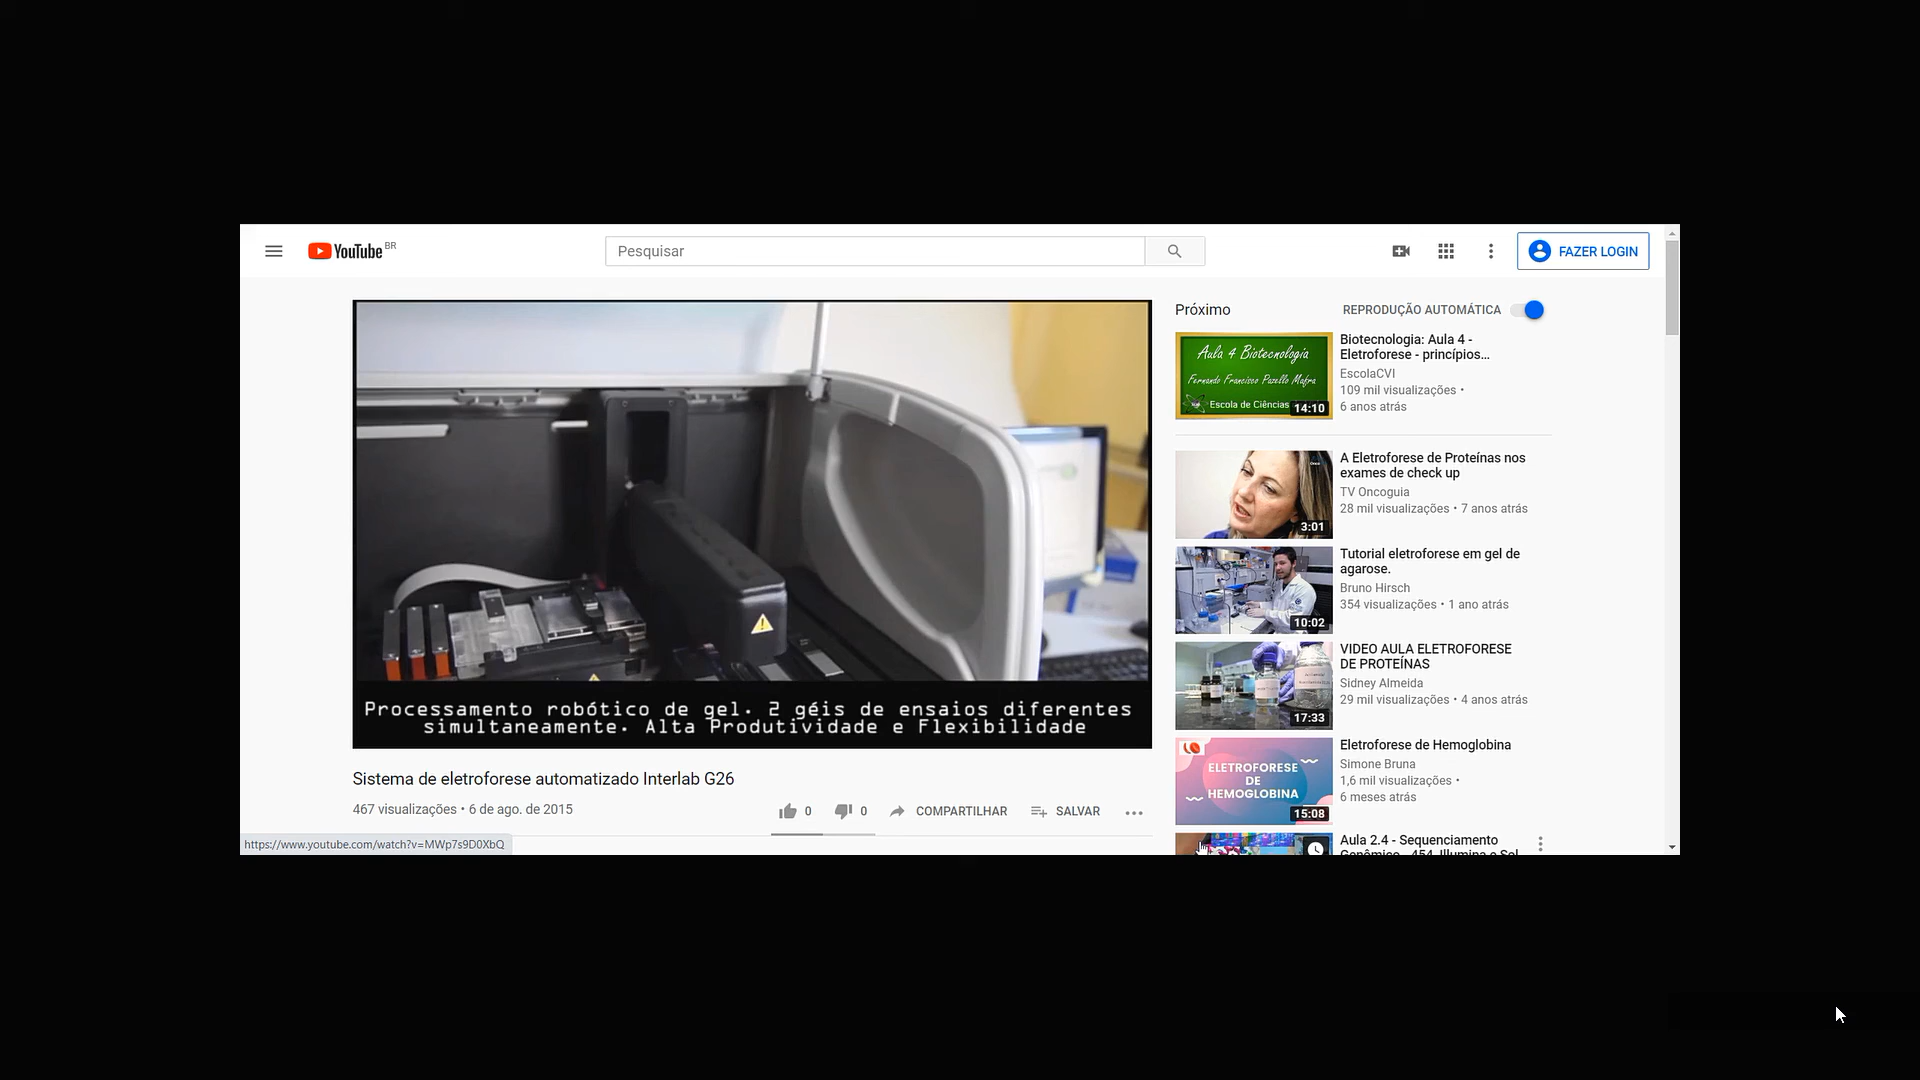 YouTube BR
Pesquisar
FAZER LOGIN
Processamento robótico de gel. 2 géis de ensaios diferentes
simultaneamente. Alta Produtividade e Flexibilidade
Sistema de eletroforese automatizado Interlab G26
467 visualizações • 6 de ago. de 2015
0
0
COMPARTILHAR
SALVAR
https://www.youtube.com/watch?v=MWp7s9D0XbQ
Próximo
REPRODUÇÃO AUTOMÁTICA
Aula 4 Biotecnologia
Fernando Francisco Pazello Mafra
Escola de Ciências
14:10
Biotecnologia: Aula 4 -
Eletroforese - princípios...
EscolaCVI
109 mil visualizações •
6 anos atrás
3:01
A Eletroforese de Proteínas nos
exames de check up
TV Oncoguia
28 mil visualizações • 7 anos atrás
10:02
Tutorial eletroforese em gel de
agarose.
Bruno Hirsch
354 visualizações • 1 ano atrás
17:33
VIDEO AULA ELETROFORESE
DE PROTEÍNAS
Sidney Almeida
29 mil visualizações • 4 anos atrás
ELETROFORESE
DE
HEMOGLOBINA
15:08
Eletroforese de Hemoglobina
Simone Bruna
1,6 mil visualizações •
6 meses atrás
Aula 2.4 - Sequenciamento
Genômico - 454, Illumina e Sol